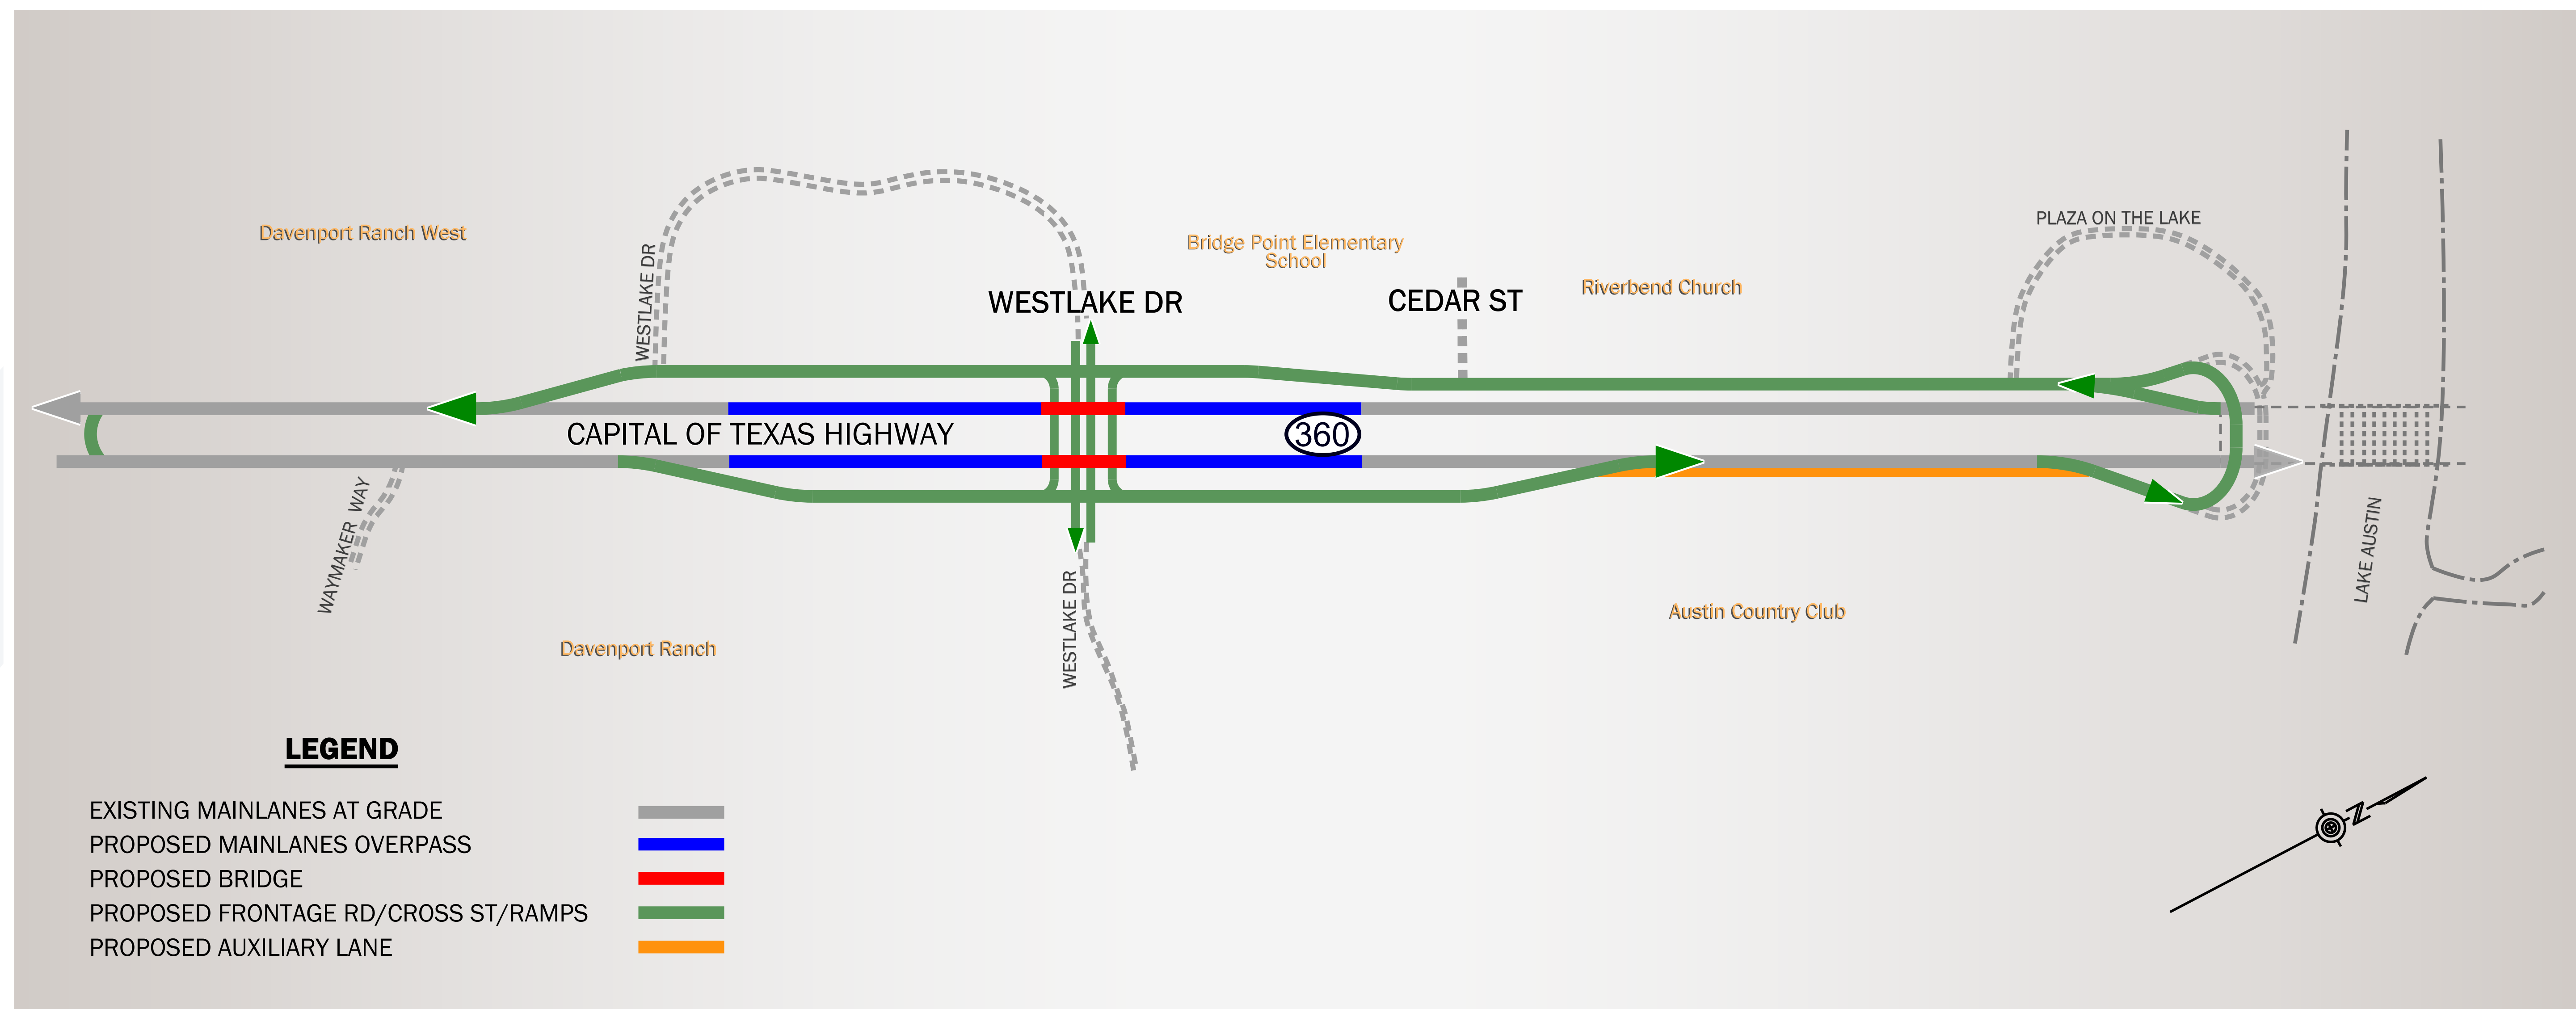 PLAZA ON THE LAKE
Davenport Ranch West
Bridge Point Elementary
School
WESTLAKE DR
WESTLAKE DR
CEDAR ST
Riverbend Church
CAPITAL OF TEXAS HIGHWAY
360
WAYMAKER WAY
LAKE AUSTIN
WESTLAKE DR
Austin Country Club
Davenport Ranch
LEGEND
EXISTING MAINLANES AT GRADE
PROPOSED MAINLANES OVERPASS
PROPOSED BRIDGE
PROPOSED FRONTAGE RD/CROSS ST/RAMPS
PROPOSED AUXILIARY LANE
N